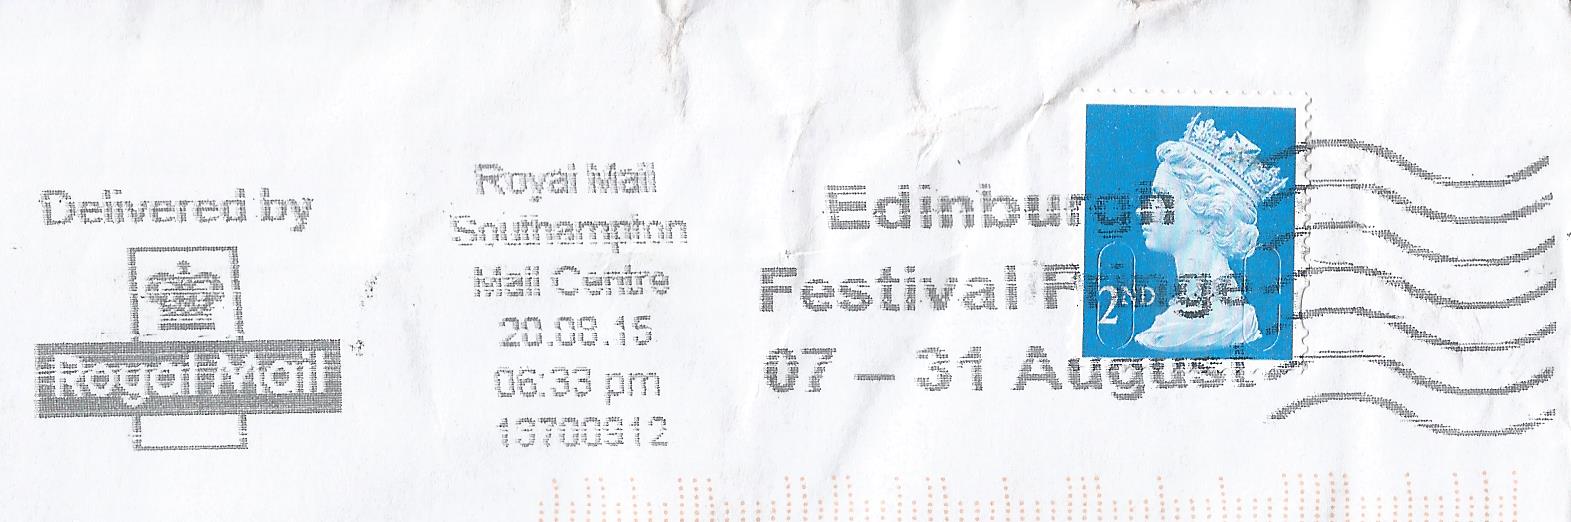 Delivered by
Royal Mail
Royal Mail
Southampton
Mail Centre
20.08.15
06:33 pm
13700912
Edinburgh
Festival Fringe
07 – 31 August
2ND